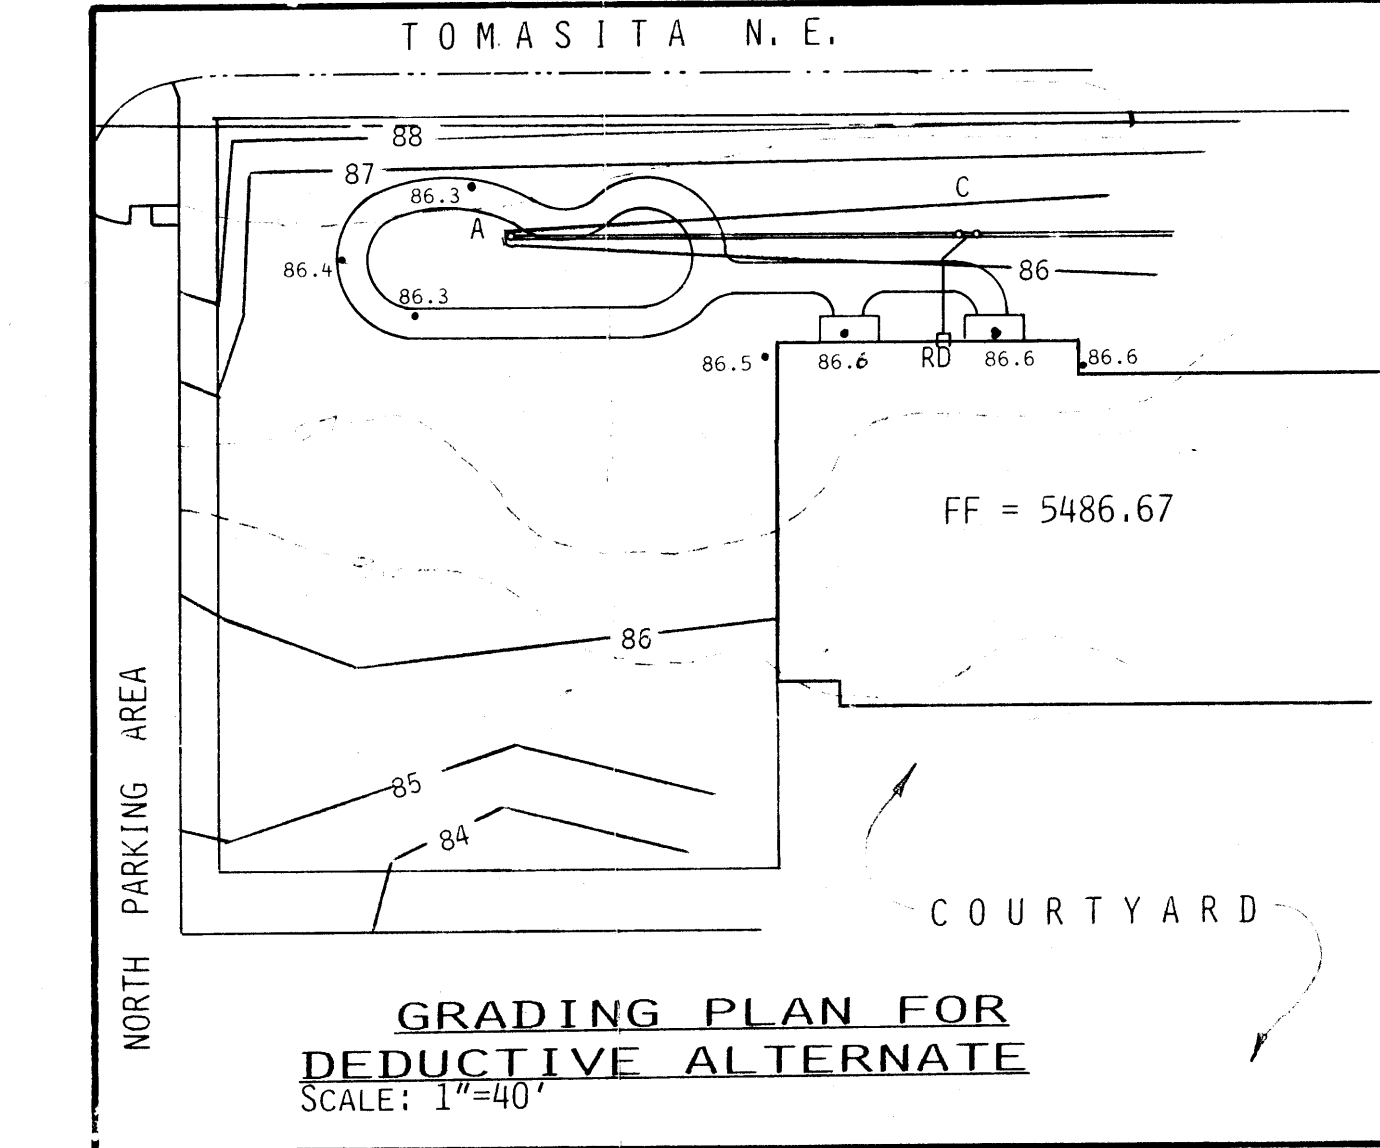 TOMASITA N.E.
88
87
86.3
C
A
86.4
86
86.3
86.5
86.6
RD
86.6
86.6
FF = 5486.67
86
NORTH PARKING AREA
85
84
COURTYARD
GRADING PLAN FOR
DEDUCTIVE ALTERNATE
SCALE: 1"=40'